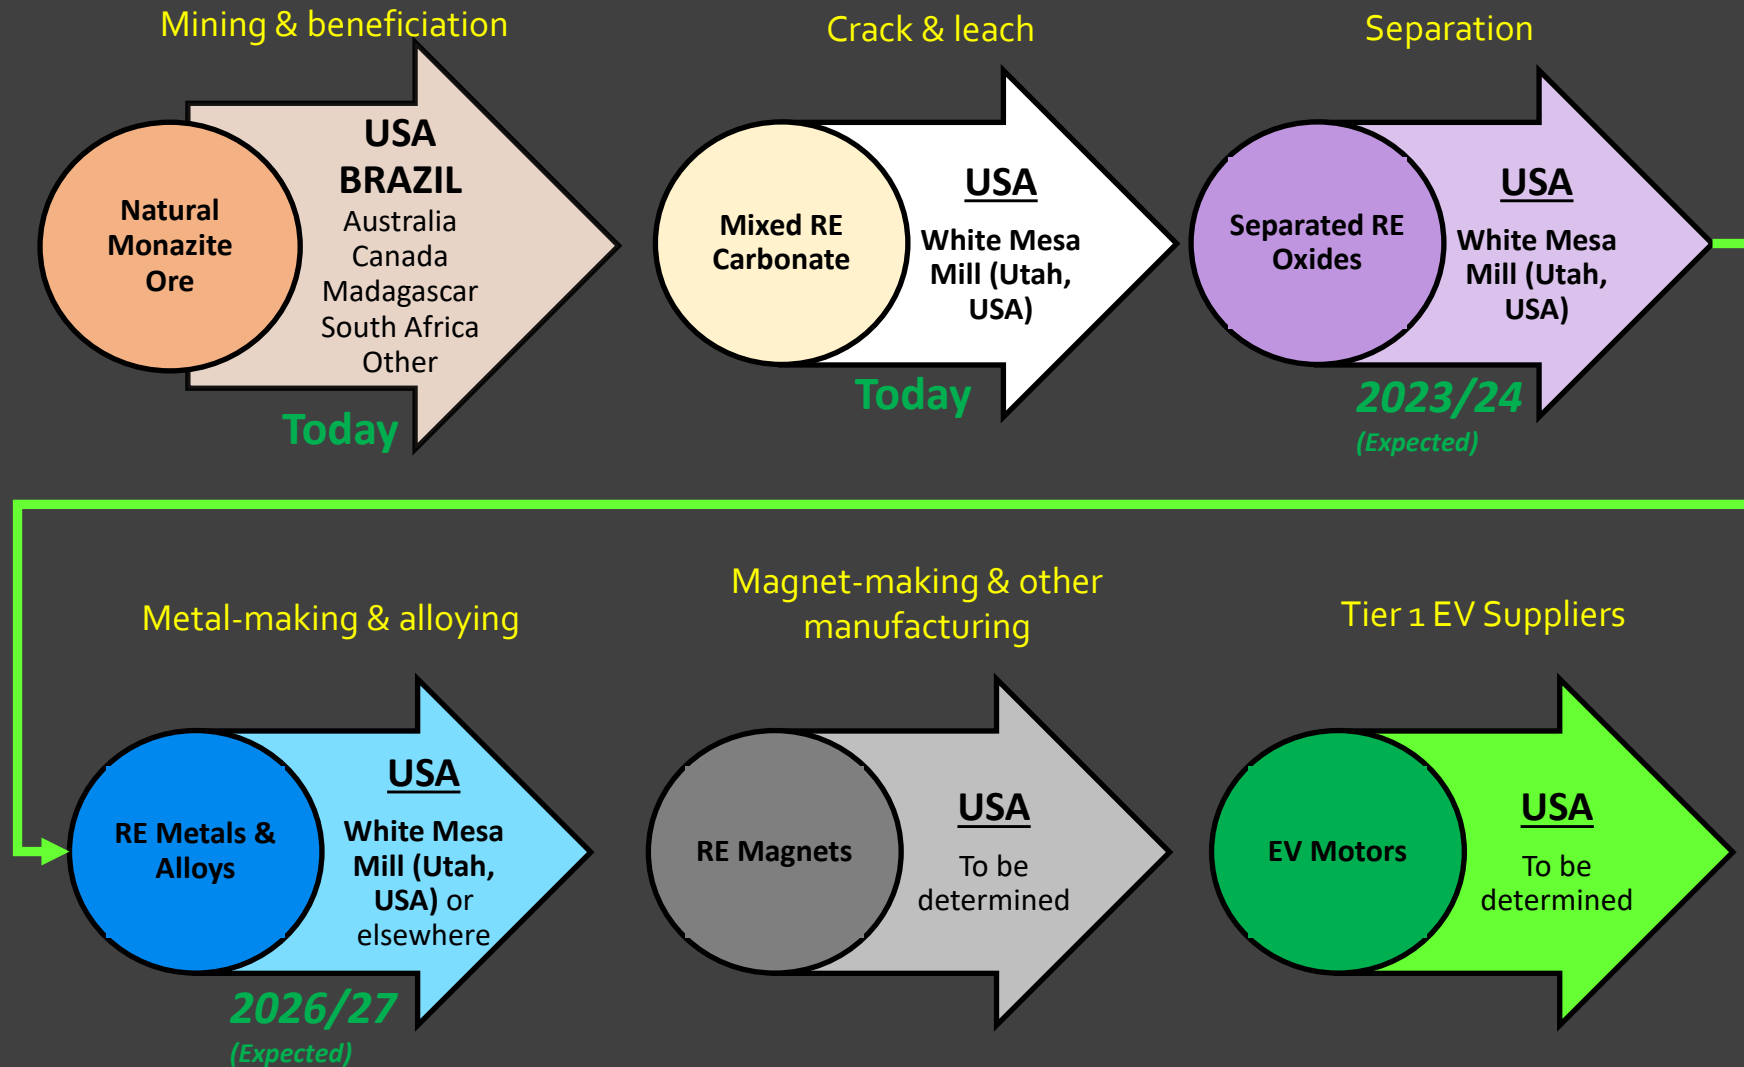 Mining & beneficiation
Natural
Monazite
Ore
USA
BRAZIL
Australia
Canada
Madagascar
South Africa
Other
Today
Crack & leach
Mixed RE
Carbonate
USA
White Mesa
Mill (Utah,
USA)
Today
Separation
Separated RE
Oxides
USA
White Mesa
Mill (Utah,
USA)
2023/24
(Expected)
Metal-making & alloying
RE Metals &
Alloys
USA
White Mesa
Mill (Utah,
USA) or
elsewhere
2026/27
(Expected)
Magnet-making & other
manufacturing
RE Magnets
USA
To be
determined
Tier 1 EV Suppliers
EV Motors
USA
To be
determined